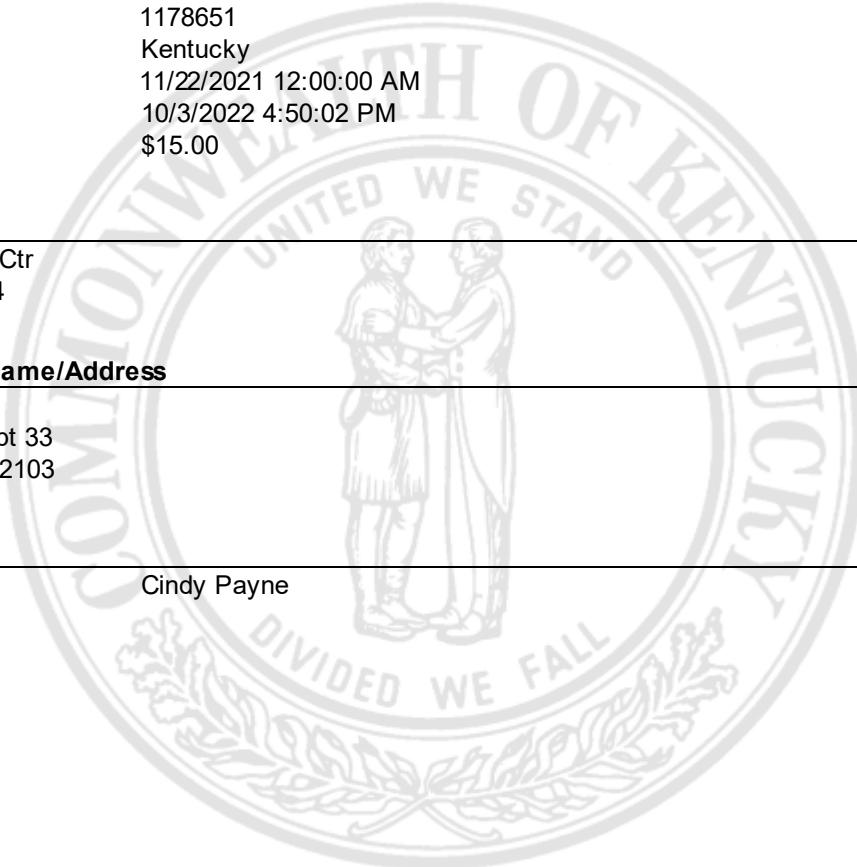 1178651
Kentucky
11/22/2021 12:00:00 AM
10/3/2022 4:50:02 PM
$15.00
Ctr
4
ame/Address
ot 33
2103
Cindy Payne
COMMONWEALTH OF KENTUCKY
UNITED WE STAND
DIVIDED WE FALL